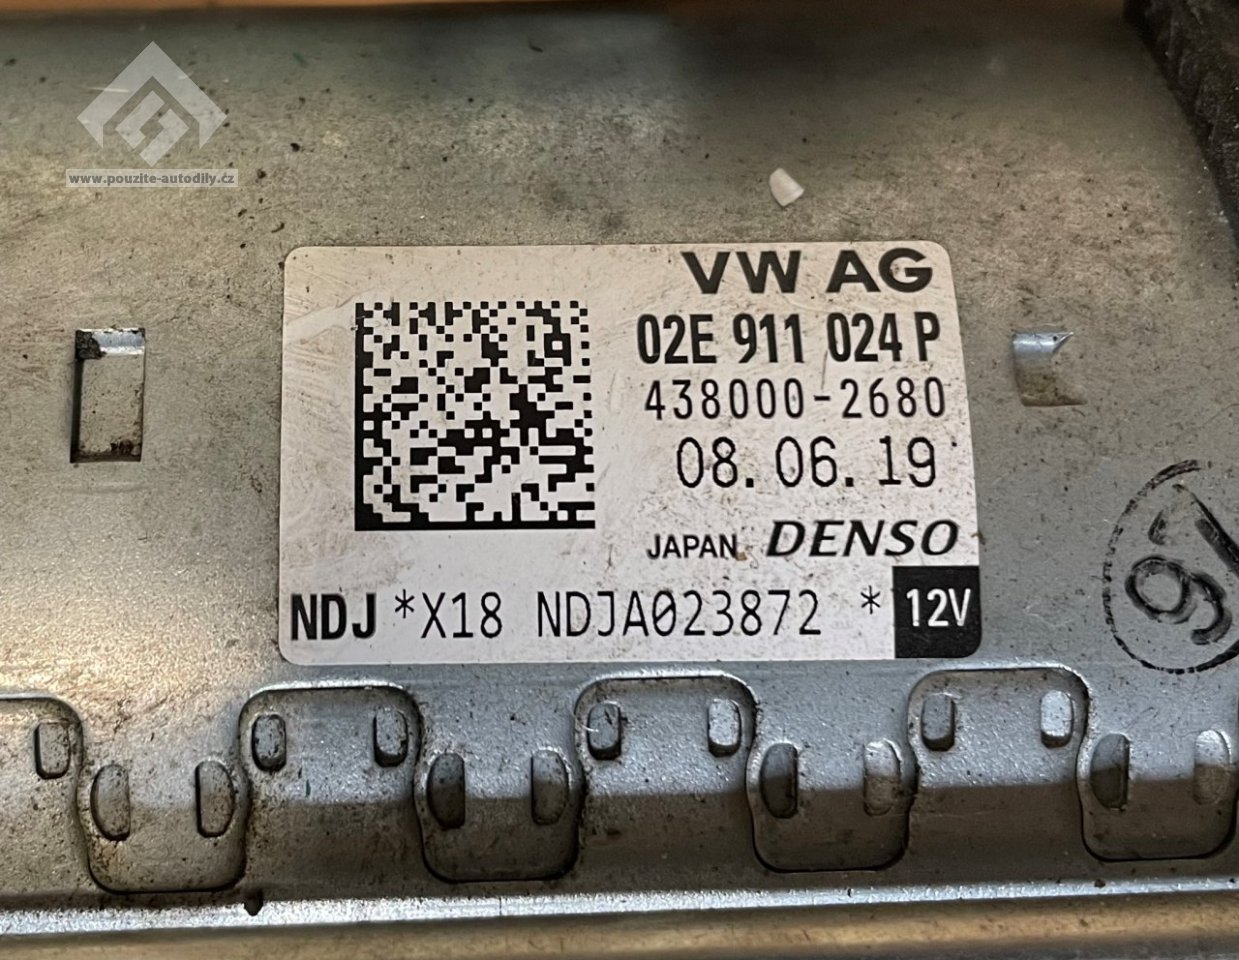 www.pouzite-autodily.cz
VW AG
02E 911 024 P
438000-2680
08.06.19
JAPAN DENSO
NDJ *X18 NDJA023872 * 12V